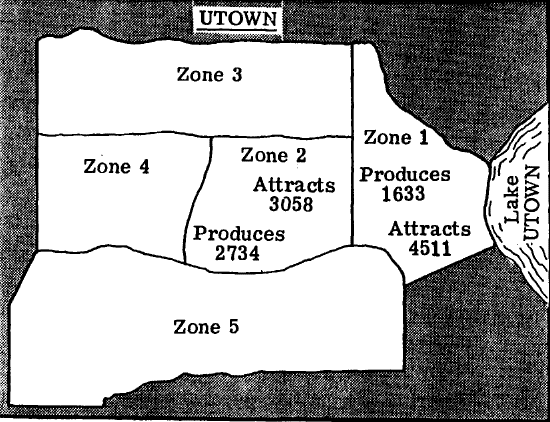 UTOWN
Zone 3
Zone 1
Zone 4
Zone 2
Attracts
3058
Produces
2734
Produces
1633
Attracts
4511
Lake
UTOWN
Zone 5